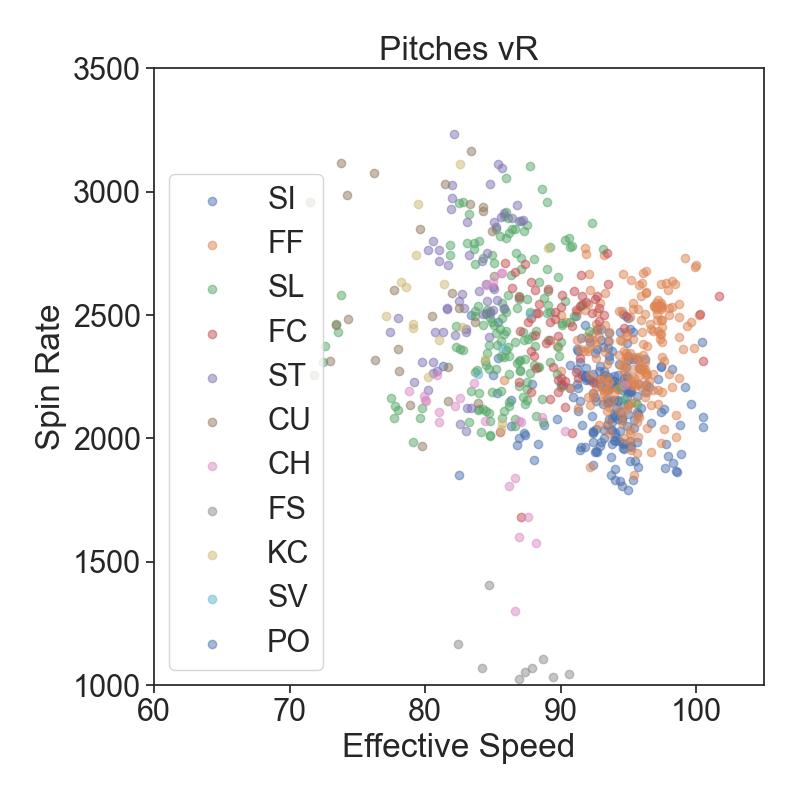 Pitches vR
3500
3000
2500
2000
1500
1000
Spin Rate
SI
FF
SL
FC
ST
CU
CH
FS
KC
SV
PO
60 70 80 90 100
Effective Speed